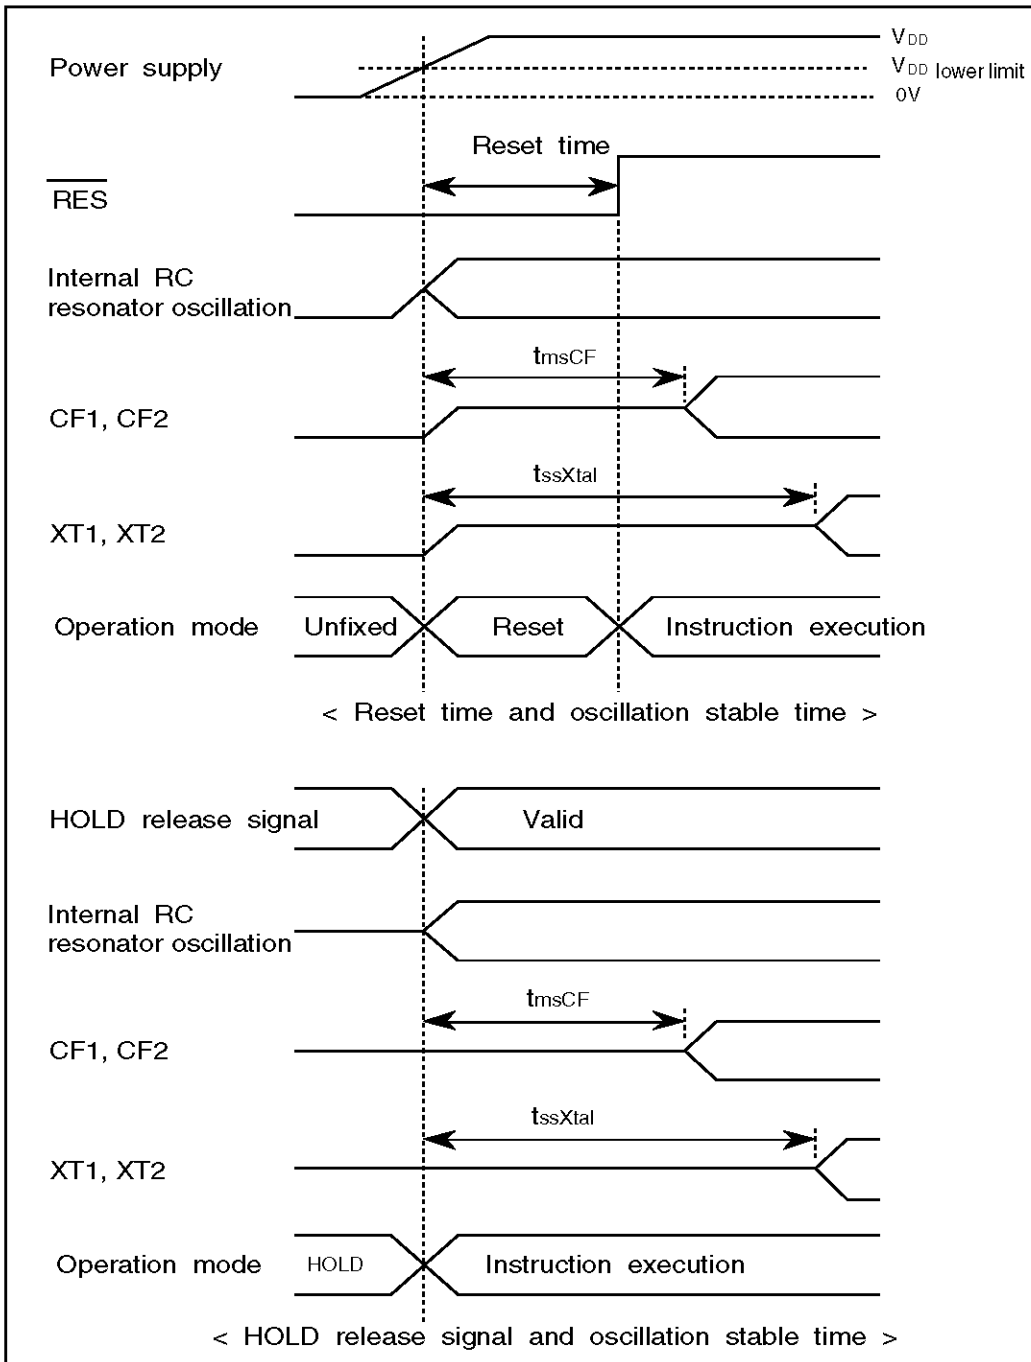 VDD
Power supply
VDD lower limit
0V
Reset time
RES
Internal RC
resonator oscillation
tmsCF
CF1, CF2
tssXtal
XT1, XT2
Operation mode
Unfixed
Reset
Instruction execution
< Reset time and oscillation stable time >
HOLD release signal
Valid
Internal RC
resonator oscillation
tmsCF
CF1, CF2
tssXtal
XT1, XT2
Operation mode
HOLD
Instruction execution
< HOLD release signal and oscillation stable time >